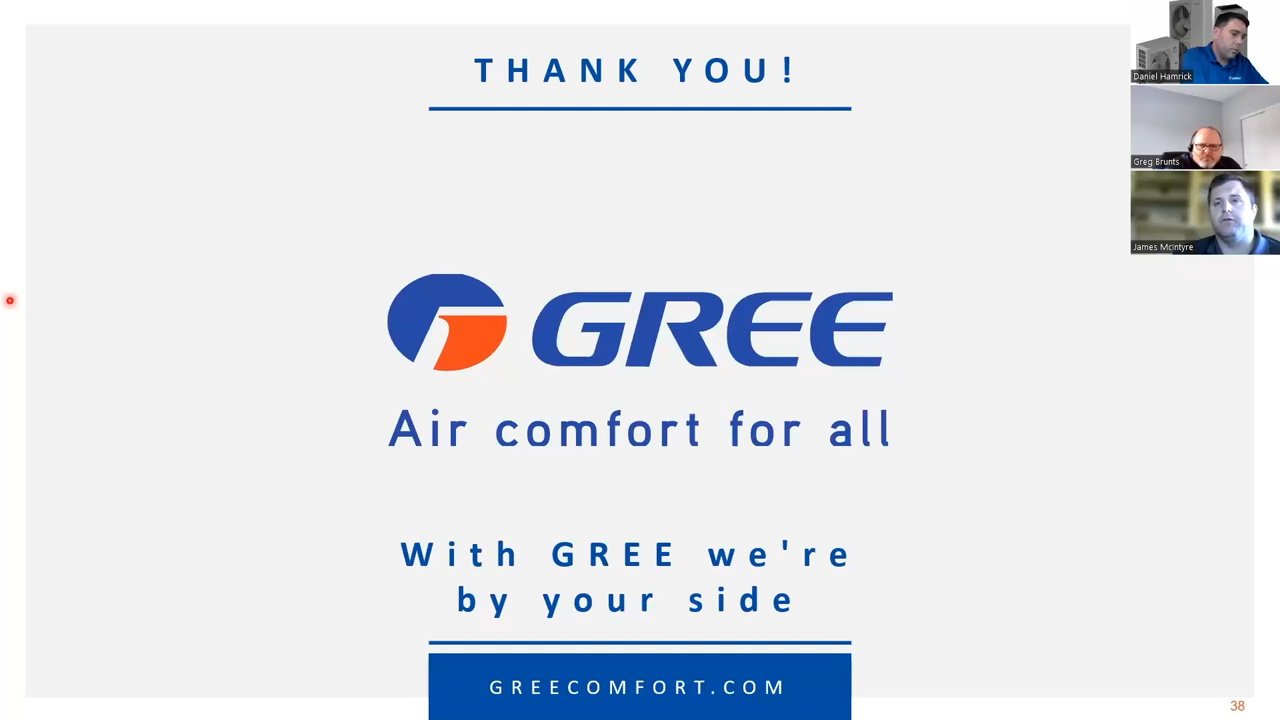 THANK YOU!
GREE
Air comfort for all
With GREE we're
by your side
GREECOMFORT.COM
38
Daniel Hamrick
Greg Brunts
James McIntyre